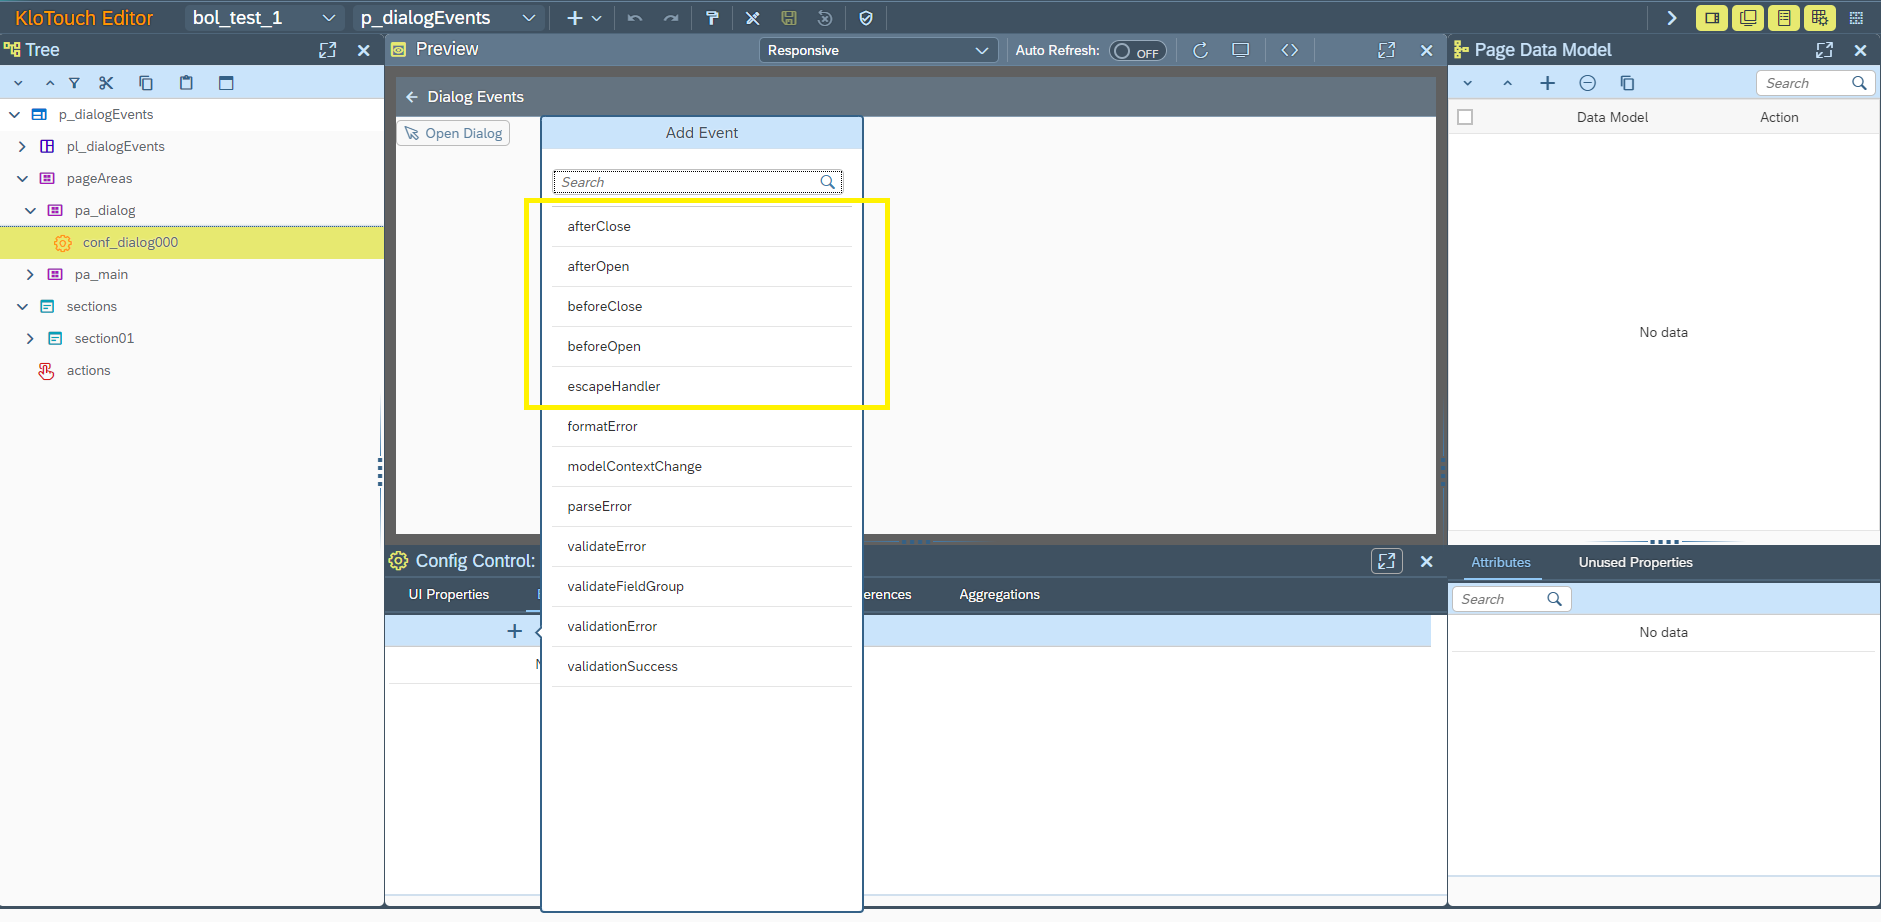 KloTouch Editor bol_test_1 p_dialogEvents
Tree
p_dialogEvents
pl_dialogEvents
pageAreas
pa_dialog
conf_dialog000
pa_main
sections
section01
actions
Preview Responsive Auto Refresh: OFF
Dialog Events
Open Dialog
Add Event
Search
afterClose
afterOpen
beforeClose
beforeOpen
escapeHandler
formatError
modelContextChange
parseError
validateError
validateFieldGroup
validationError
validationSuccess
Config Control:
UI Properties erences Aggregations
Page Data Model
Search
Data Model Action
No data
Attributes Unused Properties
Search
No data